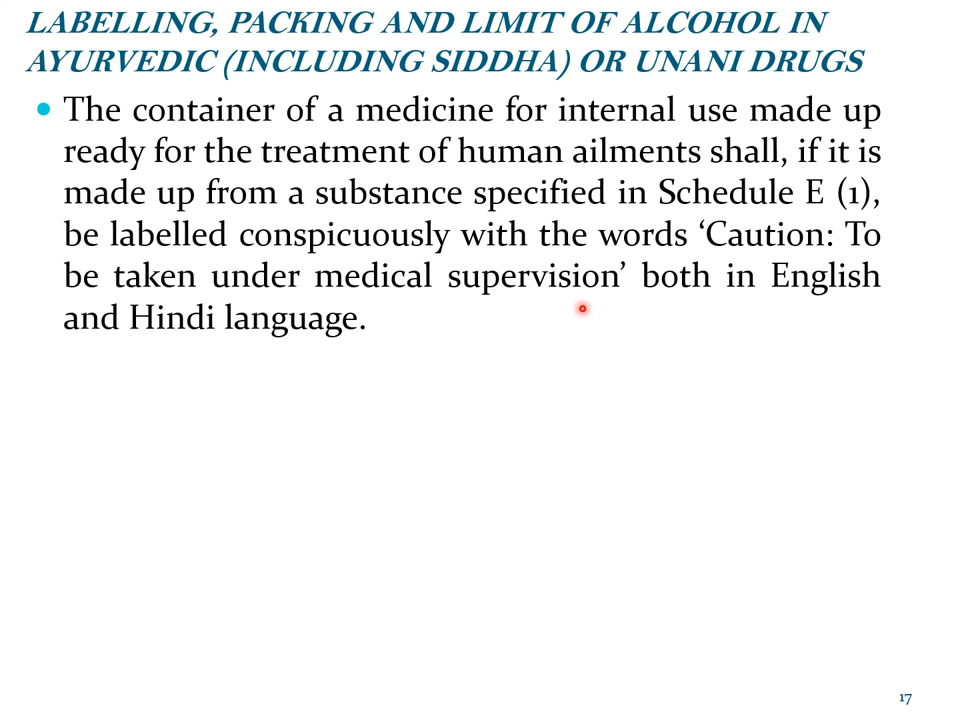 LABELLING, PACKING AND LIMIT OF ALCOHOL IN
AYURVEDIC (INCLUDING SIDDHA) OR UNANI DRUGS
• The container of a medicine for internal use made up
ready for the treatment of human ailments shall, if it is
made up from a substance specified in Schedule E (1),
be labelled conspicuously with the words ‘Caution: To
be taken under medical supervision’ both in English
and Hindi language.
17